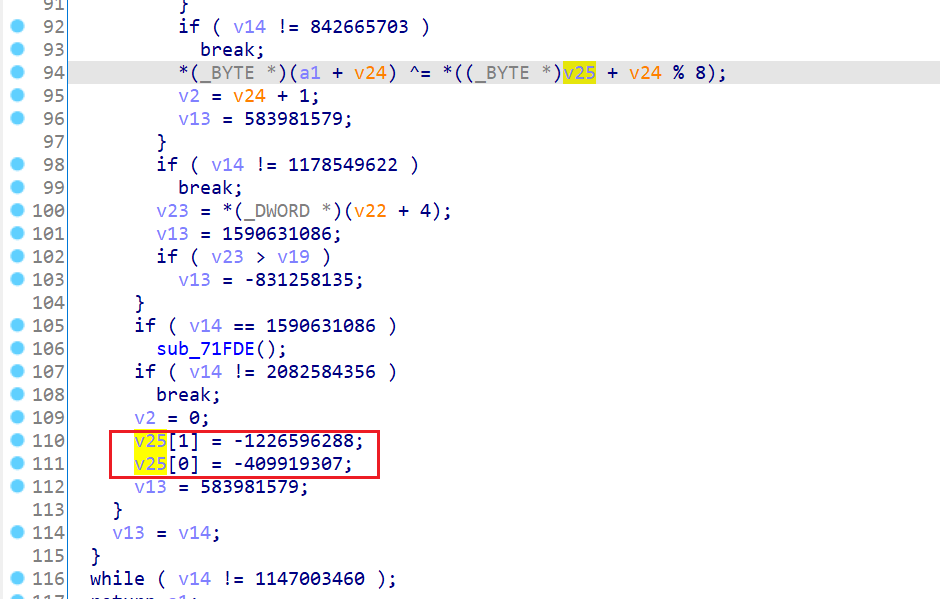 91 }
92 if ( v14 != 842665703 )
93 break;
94 *(_BYTE *)(a1 + v24) ^= *((_BYTE *)v25 + v24 % 8);
95 v2 = v24 + 1;
96 v13 = 583981579;
97 }
98 if ( v14 != 1178549622 )
99 break;
100 v23 = *(_DWORD *)(v22 + 4);
101 v13 = 1590631086;
102 if ( v23 > v19 )
103 v13 = -831258135;
104 }
105 if ( v14 == 1590631086 )
106 sub_71FDE();
107 if ( v14 != 2082584356 )
108 break;
109 v2 = 0;
110 v25[1] = -1226596288;
111 v25[0] = -409919307;
112 v13 = 583981579;
113 }
114 v13 = v14;
115 }
116 while ( v14 != 1147003460 );